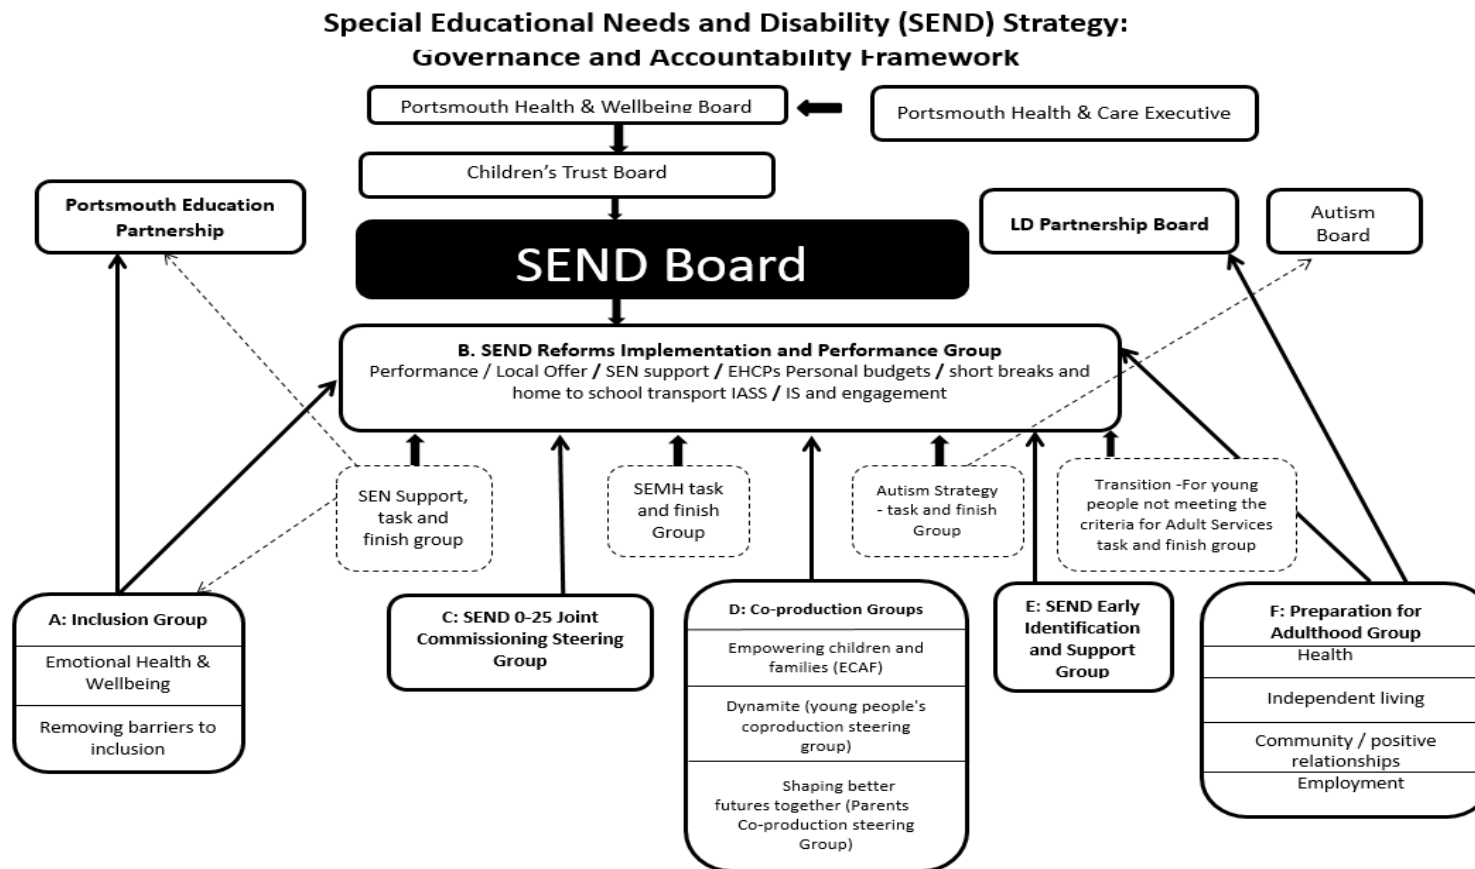 Special Educational Needs and Disability (SEND) Strategy:
Governance and Accountability Framework
Portsmouth Health & Wellbeing Board
Portsmouth Health & Care Executive
Children's Trust Board
Portsmouth Education
Partnership
LD Partnership Board
Autism
Board
SEND Board
B. SEND Reforms Implementation and Performance Group
Performance / Local Offer / SEN support / EHCPs Personal budgets / short breaks and
home to school transport IASS / IS and engagement
SEN Support,
task and
finish group
SEMH task
and finish
Group
Autism Strategy
- task and finish
Group
Transition -For young
people not meeting the
criteria for Adult Services
task and finish group
A: Inclusion Group
Emotional Health &
Wellbeing
Removing barriers to
inclusion
C: SEND 0-25 Joint
Commissioning Steering
Group
D: Co-production Groups
Empowering children and
families (ECAF)
Dynamite (young people's
coproduction steering
group)
Shaping better
futures together (Parents
Co-production steering
Group)
E: SEND Early
Identification
and Support
Group
F: Preparation for
Adulthood Group
Health
Independent living
Community / positive
relationships
Employment